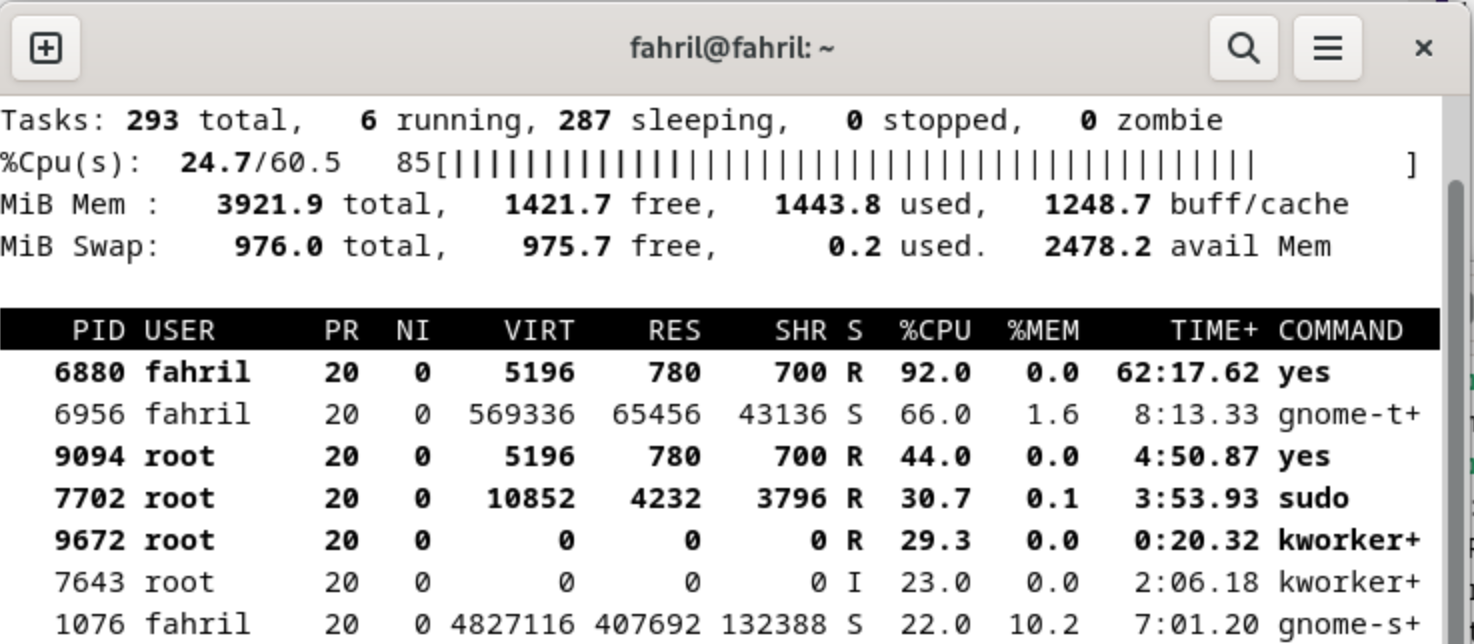 fahril@fahril: ~
Tasks: 293 total,   6 running, 287 sleeping,   0 stopped,   0 zombie
%Cpu(s):  24.7/60.5   85[||||||||||||||||||||||||||||||||||||||||||||||         ]
MiB Mem :   3921.9 total,   1421.7 free,   1443.8 used,   1248.7 buff/cache
MiB Swap:    976.0 total,    975.7 free,      0.2 used.   2478.2 avail Mem
    PID USER      PR  NI    VIRT    RES    SHR S  %CPU  %MEM     TIME+ COMMAND
   6880 fahril    20   0    5196    780    700 R  92.0   0.0  62:17.62 yes
   6956 fahril    20   0  569336  65456  43136 S  66.0   1.6   8:13.33 gnome-t+
   9094 root      20   0    5196    780    700 R  44.0   0.0   4:50.87 yes
   7702 root      20   0   10852   4232   3796 R  30.7   0.1   3:53.93 sudo
   9672 root      20   0       0      0      0 R  29.3   0.0   0:20.32 kworker+
   7643 root      20   0       0      0      0 I  23.0   0.0   2:06.18 kworker+
   1076 fahril    20   0 4827116 407692 132388 S  22.0  10.2   7:01.20 gnome-s+